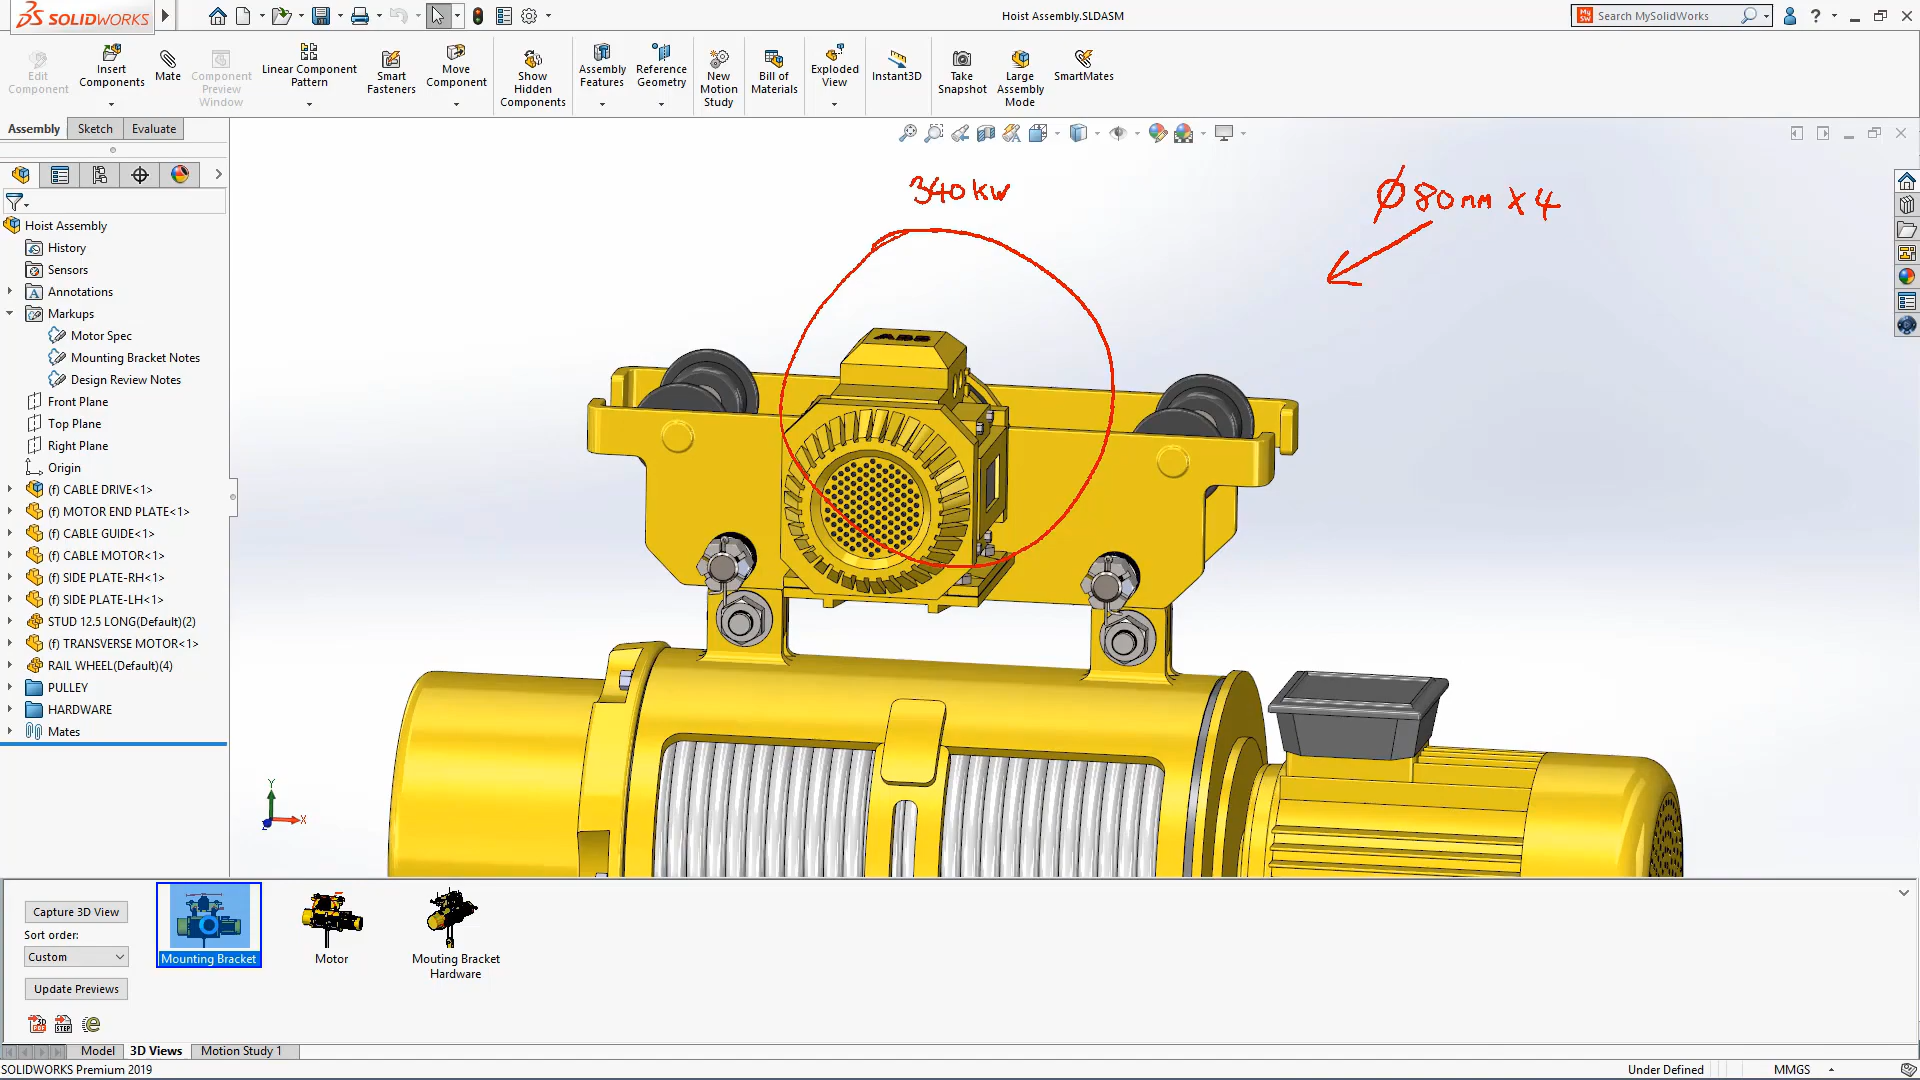 SOLIDWORKS
Hoist Assembly.SLDASM
Search MySolidWorks
Edit Component
Insert Components
Mate
Component Preview Window
Linear Component Pattern
Smart Fasteners
Move Component
Show Hidden Components
Assembly Features
Reference Geometry
New Motion Study
Bill of Materials
Exploded View
Instant3D
Take Snapshot
Large Assembly Mode
SmartMates
Assembly
Sketch
Evaluate
340kW
Ø80mm x 4
ABB
Hoist Assembly
History
Sensors
Annotations
Markups
Motor Spec
Mounting Bracket Notes
Design Review Notes
Front Plane
Top Plane
Right Plane
Origin
(f) CABLE DRIVE<1>
(f) MOTOR END PLATE<1>
(f) CABLE GUIDE<1>
(f) CABLE MOTOR<1>
(f) SIDE PLATE-RH<1>
(f) SIDE PLATE-LH<1>
STUD 12.5 LONG(Default)(2)
(f) TRANSVERSE MOTOR<1>
RAIL WHEEL(Default)(4)
PULLEY
HARDWARE
Mates
Y
X
Z
Capture 3D View
Sort order:
Custom
Update Previews
Mounting Bracket
Motor
Mouting Bracket
Hardware
Model
3D Views
Motion Study 1
SOLIDWORKS Premium 2019
Under Defined
MMGS